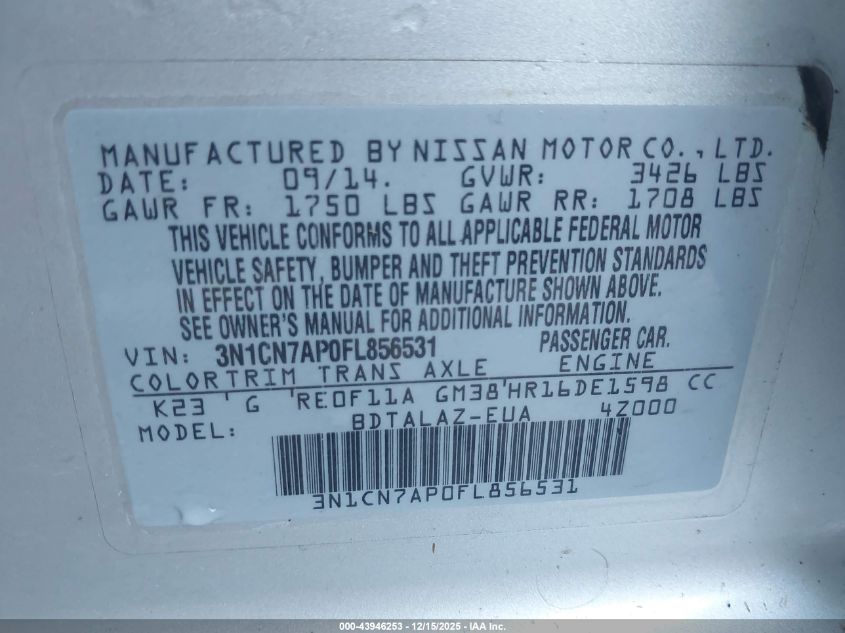 MANUFACTURED BY NISSAN MOTOR CO., LTD.
DATE: 09/14. GVWR: 3426 LBS
GAWR FR: 1750 LBS GAWR RR: 1708 LBS
THIS VEHICLE CONFORMS TO ALL APPLICABLE FEDERAL MOTOR
VEHICLE SAFETY, BUMPER AND THEFT PREVENTION STANDARDS
IN EFFECT ON THE DATE OF MANUFACTURE SHOWN ABOVE.
SEE OWNER'S MANUAL FOR ADDITIONAL INFORMATION.
VIN: 3N1CN7AP0FL856531 PASSENGER CAR.
COLOR TRIM TRANS AXLE ENGINE
K23 'G 'RE0F11A GM38'HR16DE1598 CC
MODEL: BDTALAZ-EUA 4Z000
3N1CN7AP0FL856531
000-43946253 - 12/15/2025 - IAA Inc.